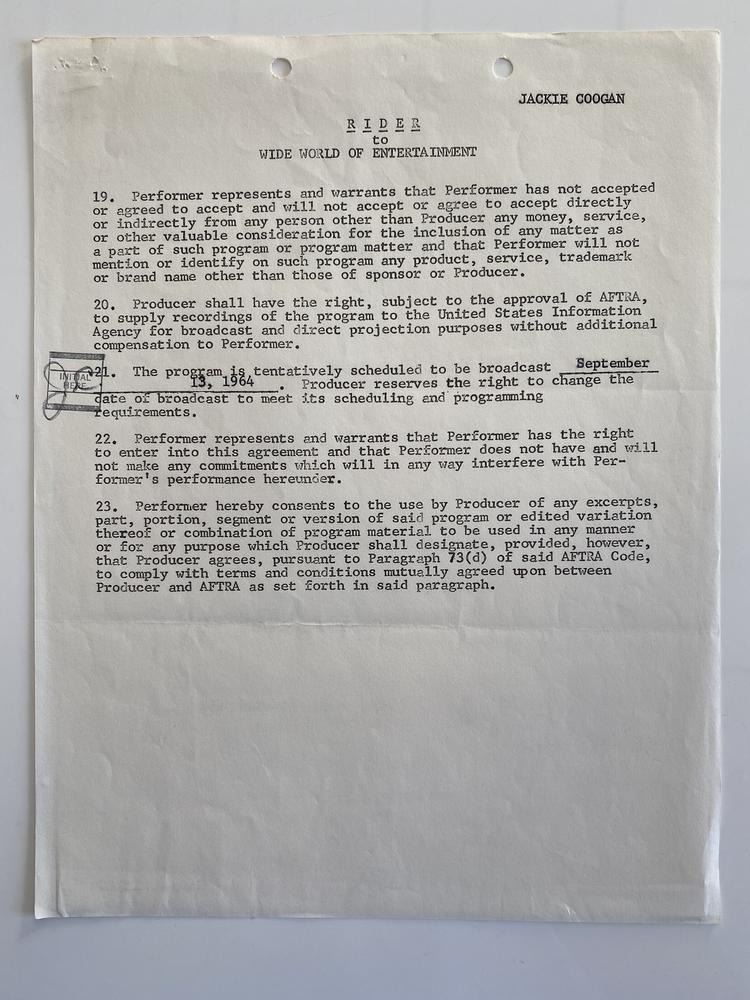 JACKIE COOGAN
R I D E R
to
WIDE WORLD OF ENTERTAINMENT
19. Performer represents and warrants that Performer has not accepted
or agreed to accept and will not accept or agree to accept directly
or indirectly from any person other than Producer any money, service,
or other valuable consideration for the inclusion of any matter as
a part of such program or program matter and that Performer will not
mention or identify on such program any product, service, trademark
or brand name other than those of sponsor or Producer.
20. Producer shall have the right, subject to the approval of AFTRA,
to supply recordings of the program to the United States Information
Agency for broadcast and direct projection purposes without additional
compensation to Performer.
INITIAL
HERE
21. The program is tentatively scheduled to be broadcast September
13, 1964. Producer reserves the right to change the
date of broadcast to meet its scheduling and programming
requirements.
22. Performer represents and warrants that Performer has the right
to enter into this agreement and that Performer does not have and will
not make any commitments which will in any way interfere with Per-
former's performance hereunder.
23. Performer hereby consents to the use by Producer of any excerpts,
part, portion, segment or version of said program or edited variation
thereof or combination of program material to be used in any manner
or for any purpose which Producer shall designate, provided, however,
that Producer agrees, pursuant to Paragraph 73(d) of said AFTRA Code,
to comply with terms and conditions mutually agreed upon between
Producer and AFTRA as set forth in said paragraph.